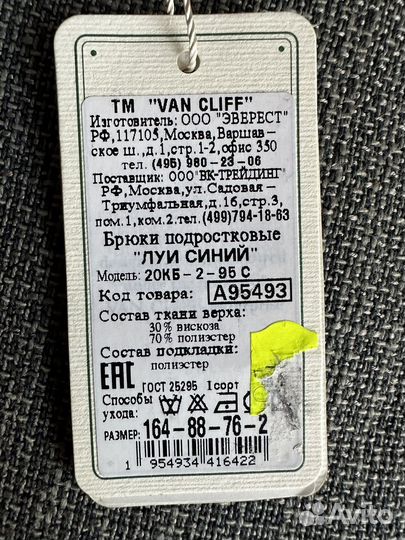 ТМ "VAN CLIFF"
Изготовитель: ООО "ЭВЕРЕСТ"
РФ,117105,Москва,Варшав-
ское ш.,д.1,стр.1-2,офис 350
тел. (495) 980-23-06
Поставщик: ООО "ВК-ТРЕЙДИНГ"
РФ,Москва,ул.Садовая-
Триумфальная,д.16,стр.3,
пом.1,ком.2.тел.(499)794-18-63
Брюки подростковые
"ЛУИ СИНИЙ"
Модель: 20КБ-2-95 С
Код товара: А95493
Состав ткани верха:
30% вискоза
70% полиэстер
Состав подкладки:
полиэстер
ЕАС ГОСТ 25295 1сорт
Способы
ухода:
РАЗМЕР: 164-88-76-2
1 954934 416422
Avito